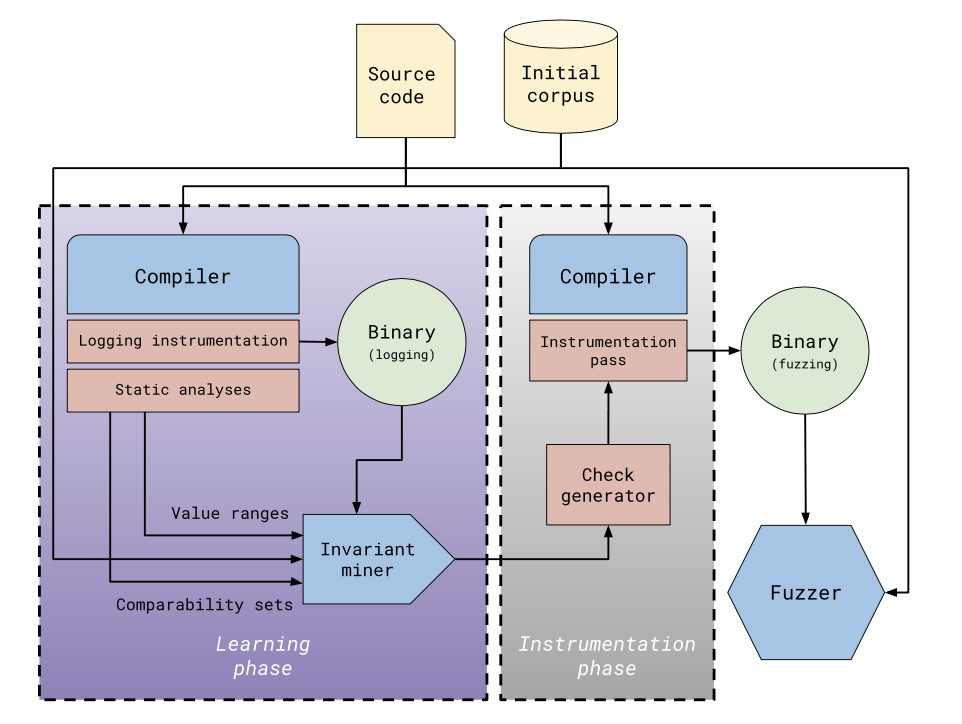 Source
code
Initial
corpus
Compiler
Logging instrumentation
Static analyses
Binary
(logging)
Value ranges
Invariant
miner
Comparability sets
Learning
phase
Compiler
Instrumentation
pass
Check
generator
Instrumentation
phase
Binary
(fuzzing)
Fuzzer